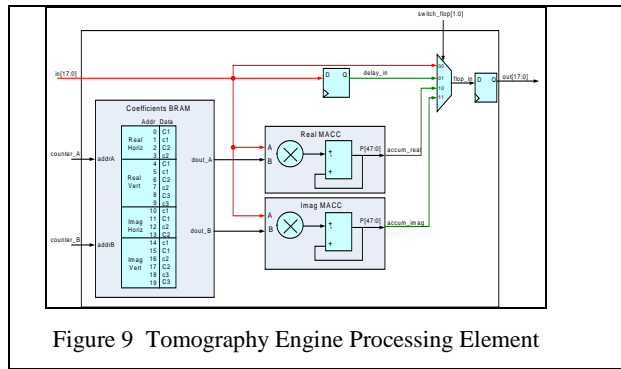 switch_flop[1:0]
in[17:0]
D Q
delay_in
00
01
10
11
flop_in
D Q
out[17:0]
Coefficients BRAM
Addr Data
Real Horiz
0 C1
1 c1
2 C2
3 c2
Real Vert
4 C1
5 c1
6 C2
7 c2
8 C3
9 c3
Imag Horiz
10 c1
11 C1
12 c2
13 C2
Imag Vert
14 c1
15 C1
16 c2
17 C2
18 c3
19 C3
counter_A
addrA
dout_A
counter_B
addrB
dout_B
Real MACC
A
B
+
-
P[47:0]
accum_real
Imag MACC
A
B
+
-
P[47:0]
accum_imag
Figure 9 Tomography Engine Processing Element